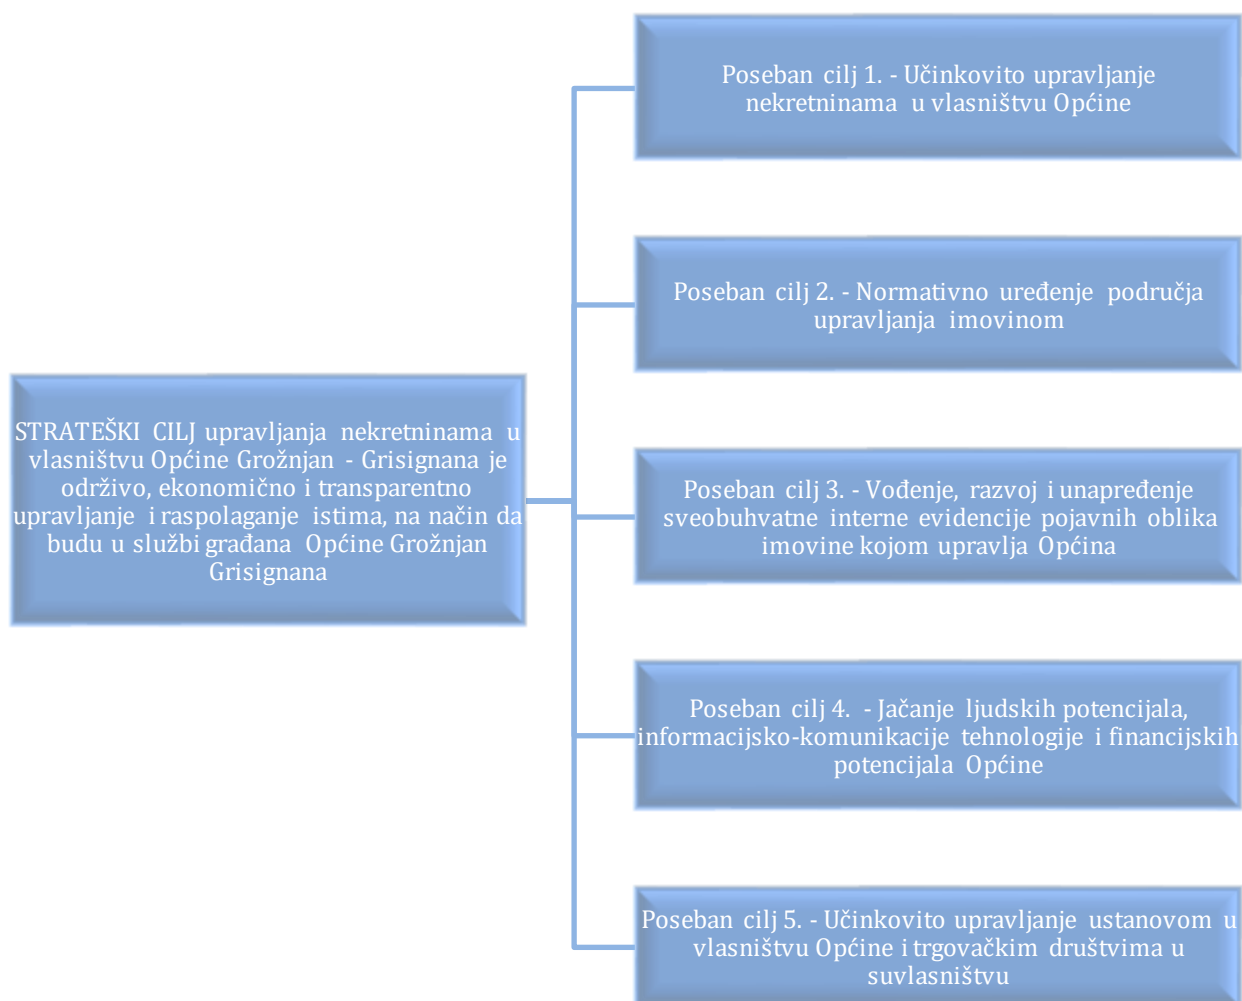 STRATEŠKI CILJ upravljanja nekretninama u
vlasništvu Općine Grožnjan - Grisignana je
održivo, ekonomično i transparentno
upravljanje i raspolaganje istima, na način da
budu u službi građana Općine Grožnjan
Grisignana
Poseban cilj 1. - Učinkovito upravljanje
nekretninama u vlasništvu Općine
Poseban cilj 2. - Normativno uređenje područja
upravljanja imovinom
Poseban cilj 3. - Vođenje, razvoj i unapređenje
sveobuhvatne interne evidencije pojavnih oblika
imovine kojom upravlja Općina
Poseban cilj 4. - Jačanje ljudskih potencijala,
informacijsko-komunikacije tehnologije i financijskih
potencijala Općine
Poseban cilj 5. - Učinkovito upravljanje ustanovom u
vlasništvu Općine i trgovačkim društvima u
suvlasništvu